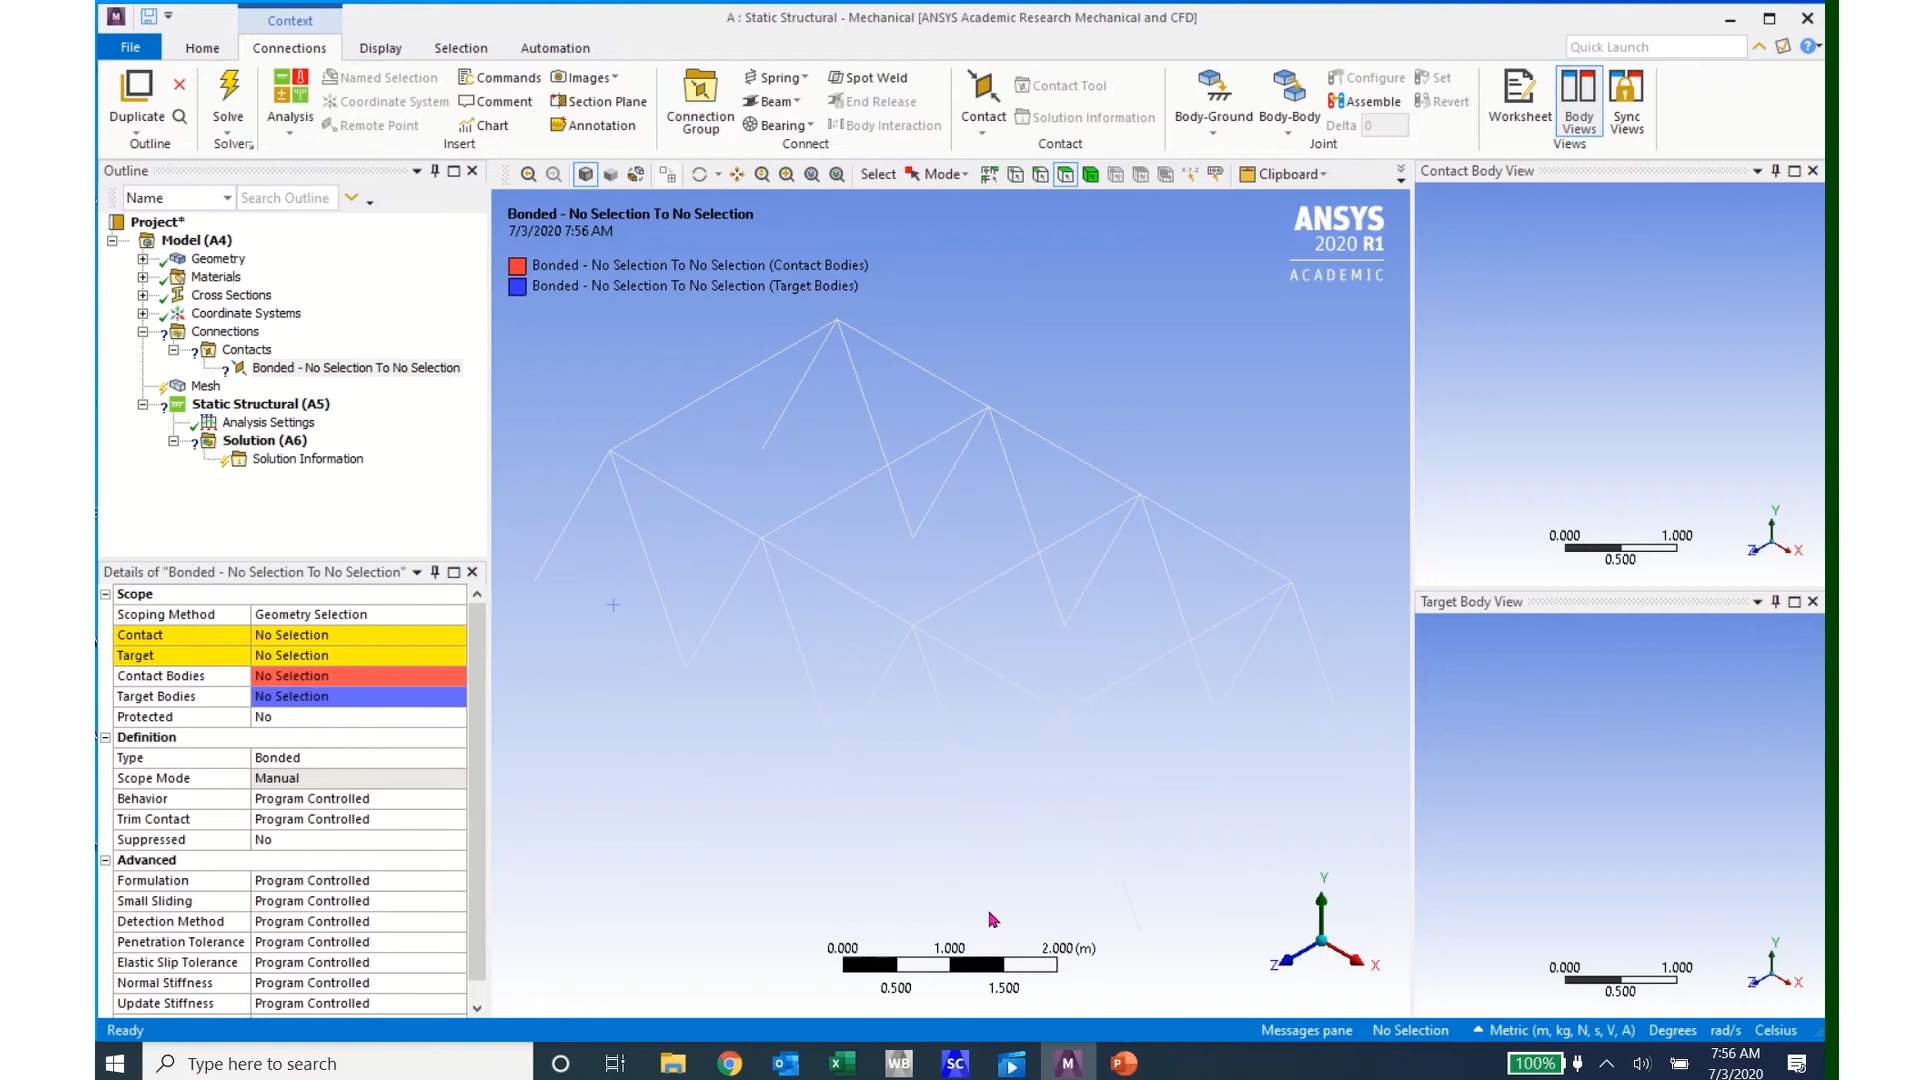 Context
A : Static Structural - Mechanical [ANSYS Academic Research Mechanical and CFD]
File
Home
Connections
Display
Selection
Automation
Quick Launch
Duplicate
Outline
Solve
Solver
Analysis
Named Selection
Coordinate System
Remote Point
Commands
Comment
Chart
Images
Section Plane
Annotation
Insert
Connection
Group
Spring
Beam
Bearing
Spot Weld
End Release
Body Interaction
Connect
Contact
Contact Tool
Solution Information
Contact
Body-Ground
Body-Body
Configure
Set
Assemble
Revert
Delta 0
Joint
Worksheet
Body
Views
Sync
Views
Views
Outline
Name
Search Outline
Project*
Model (A4)
Geometry
Materials
Cross Sections
Coordinate Systems
Connections
Contacts
Bonded - No Selection To No Selection
Mesh
Static Structural (A5)
Analysis Settings
Solution (A6)
Solution Information
Select
Mode
Clipboard
Bonded - No Selection To No Selection
7/3/2020 7:56 AM
Bonded - No Selection To No Selection (Contact Bodies)
Bonded - No Selection To No Selection (Target Bodies)
ANSYS
2020 R1
ACADEMIC
0.000
1.000
2.000 (m)
0.500
1.500
Y
Z
X
Contact Body View
0.000
1.000
0.500
Y
Z
X
Target Body View
0.000
1.000
0.500
Y
Z
X
Details of "Bonded - No Selection To No Selection"
Scope
Scoping Method Geometry Selection
Contact No Selection
Target No Selection
Contact Bodies No Selection
Target Bodies No Selection
Protected No
Definition
Type Bonded
Scope Mode Manual
Behavior Program Controlled
Trim Contact Program Controlled
Suppressed No
Advanced
Formulation Program Controlled
Small Sliding Program Controlled
Detection Method Program Controlled
Penetration Tolerance Program Controlled
Elastic Slip Tolerance Program Controlled
Normal Stiffness Program Controlled
Update Stiffness Program Controlled
Ready
Messages pane
No Selection
Metric (m, kg, N, s, V, A)
Degrees
rad/s
Celsius
Type here to search
WB
SC
M
100%
7:56 AM
7/3/2020